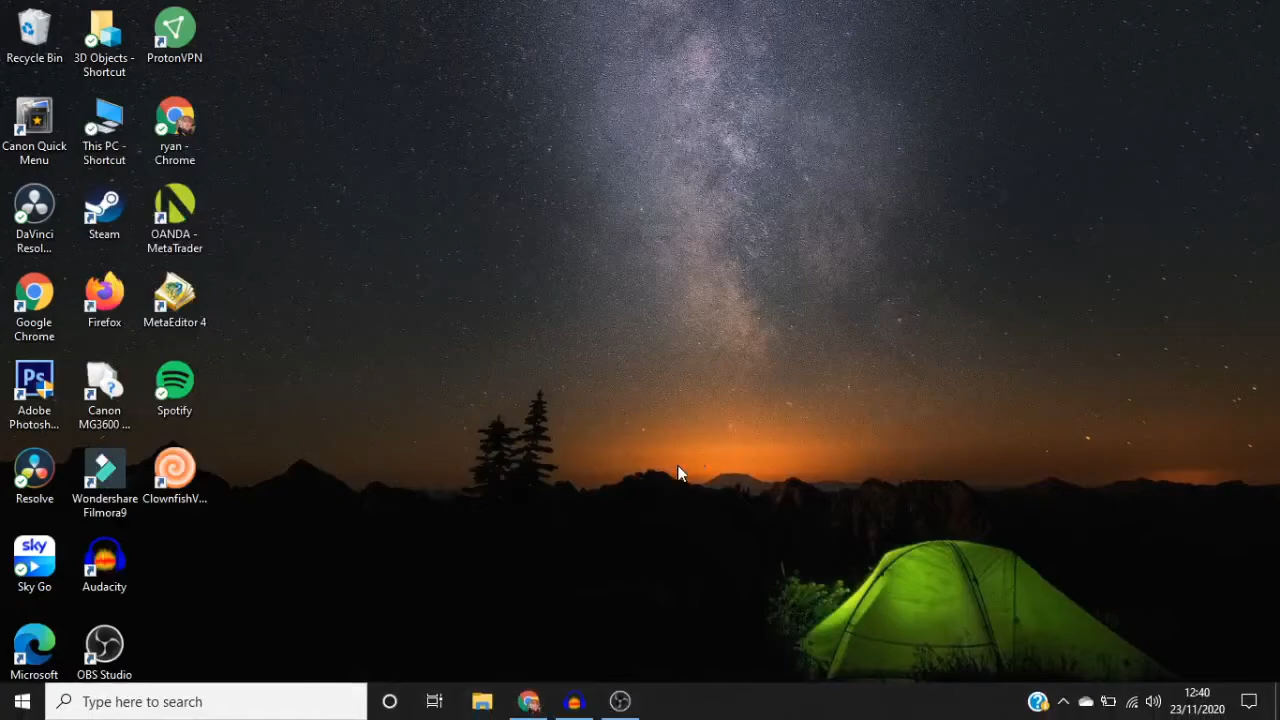 Recycle Bin
3D Objects -
Shortcut
ProtonVPN
Canon Quick
Menu
This PC -
Shortcut
ryan -
Chrome
DaVinci
Resol...
Steam
OANDA -
MetaTrader
Google
Chrome
Firefox
MetaEditor 4
Ps
Adobe
Photosh...
Canon
MG3600 ...
Spotify
Resolve
Wondershare
Filmora9
ClownfishV...
sky
Sky Go
Audacity
Microsoft
OBS Studio
Type here to search
12:40
23/11/2020